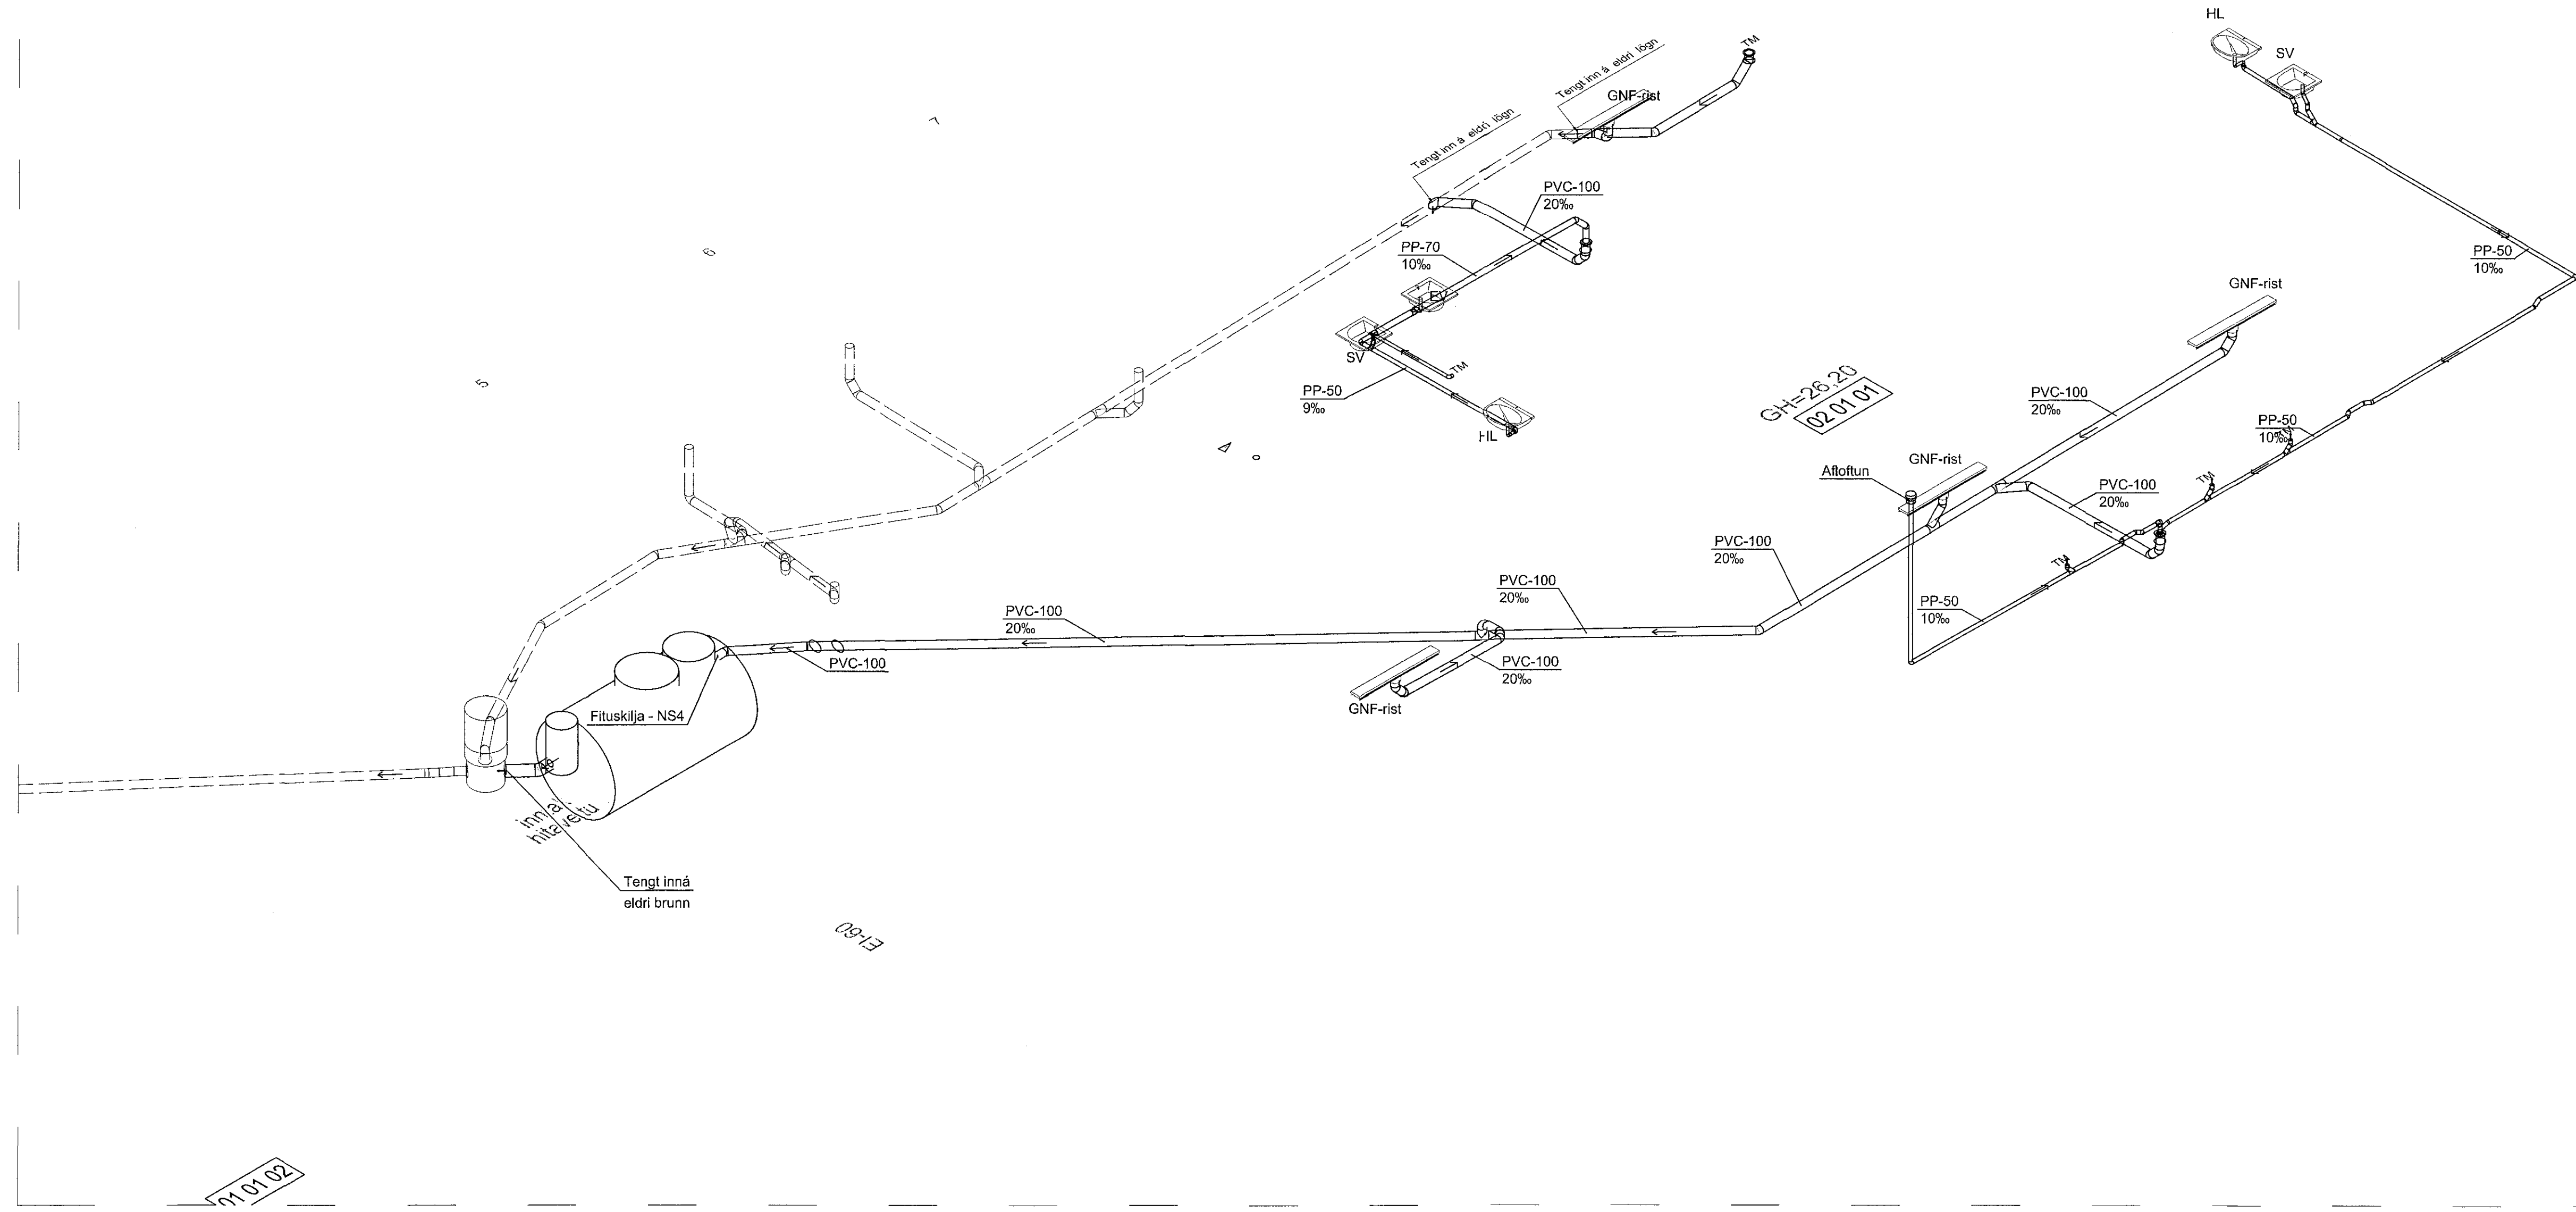 HL
SV
TM
Tengt inn á eldri lögn
GNF-rist
Tengt inn á eldri lögn
7
PVC-100
20‰
PP-70
10‰
PP-50
10‰
6
GNF-rist
EV
SV
TM
5
PP-50
9‰
HL
GH=26,20
02 01 01
PVC-100
20‰
PP-50
10‰
4
GNF-rist
Afloftun
TM
PVC-100
20‰
PVC-100
20‰
TM
PVC-100
20‰
PP-50
10‰
PVC-100
20‰
PVC-100
PVC-100
20‰
GNF-rist
Fituskilja - NS4
hitaveitu
Tengt inná
eldri brunn
EI-60
01 01 02